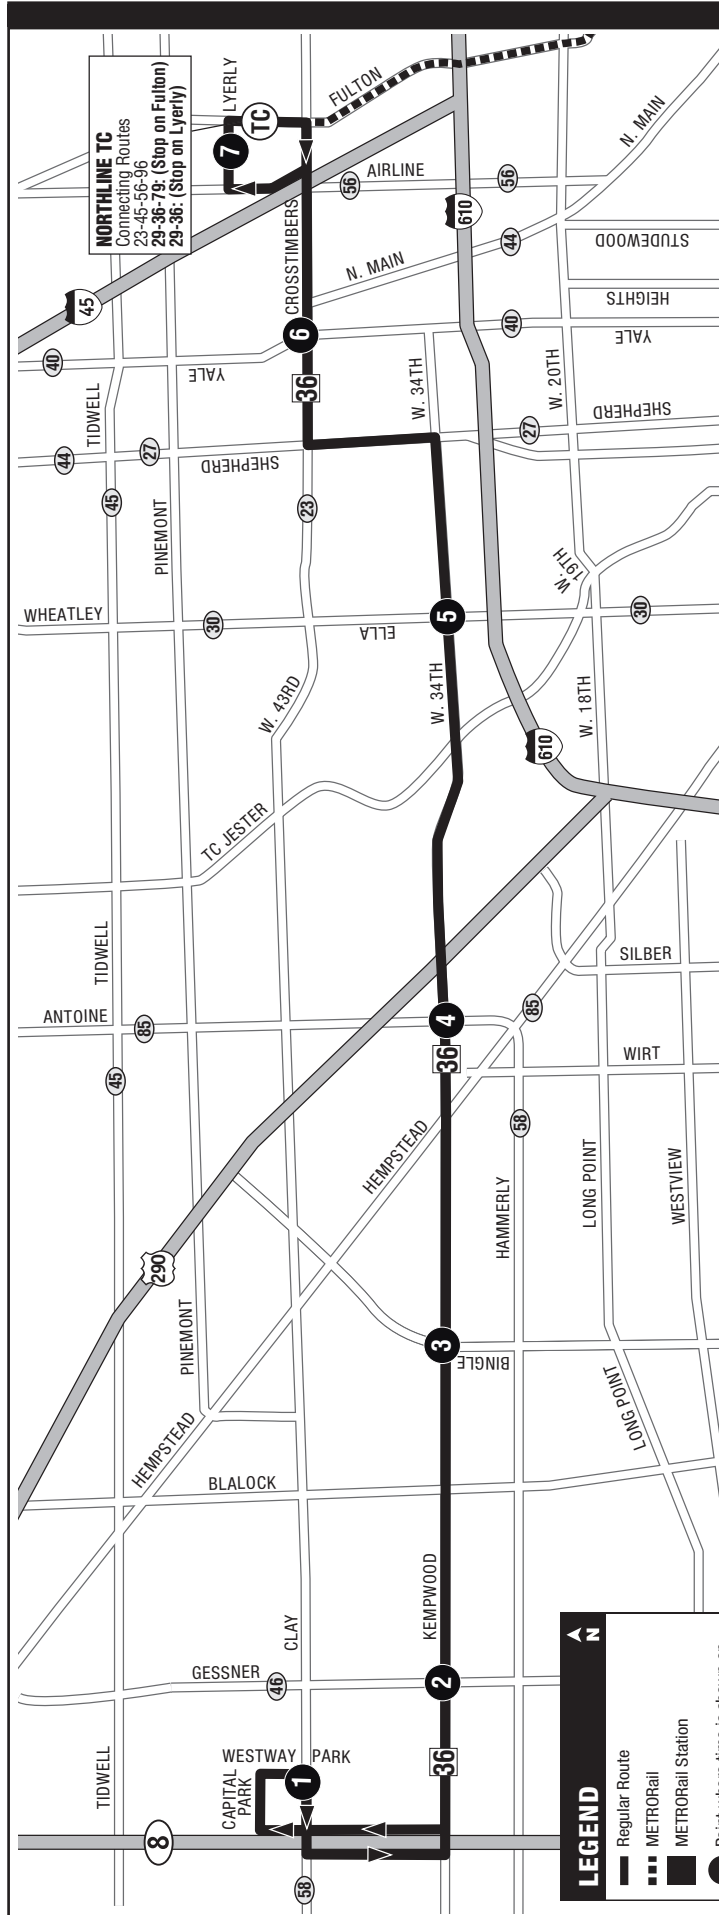 NORTHLINE TC
Connecting Routes
23-45-56-96
29-36-79: (Stop on Fulton)
29-36: (Stop on Lyerly)
LYERLY
FULTON
7
TC
AIRLINE
56
56
N. MAIN
CROSSTIMBERS
N. MAIN
610
44
STUDEWOOD
HEIGHTS
45
40
YALE
6
40
YALE
36
TIDWELL
W. 34TH
W. 20TH
SHEPHERD
44
27
SHEPHERD
27
45
23
PINEMONT
W. 19TH
WHEATLEY
30
ELLA
5
30
W. 43RD
W. 34TH
W. 18TH
610
TC JESTER
TIDWELL
SILBER
ANTOINE
85
4
85
45
36
WIRT
58
HEMPSTEAD
HAMMERLY
LONG POINT
WESTVIEW
290
PINEMONT
3
BINGLE
LONG POINT
HEMPSTEAD
BLALOCK
CLAY
KEMPWOOD
GESSNER
46
2
TIDWELL
WESTWAY PARK
CAPITAL
PARK
1
36
8
58
LEGEND
N
Regular Route
METRORail
METRORail Station